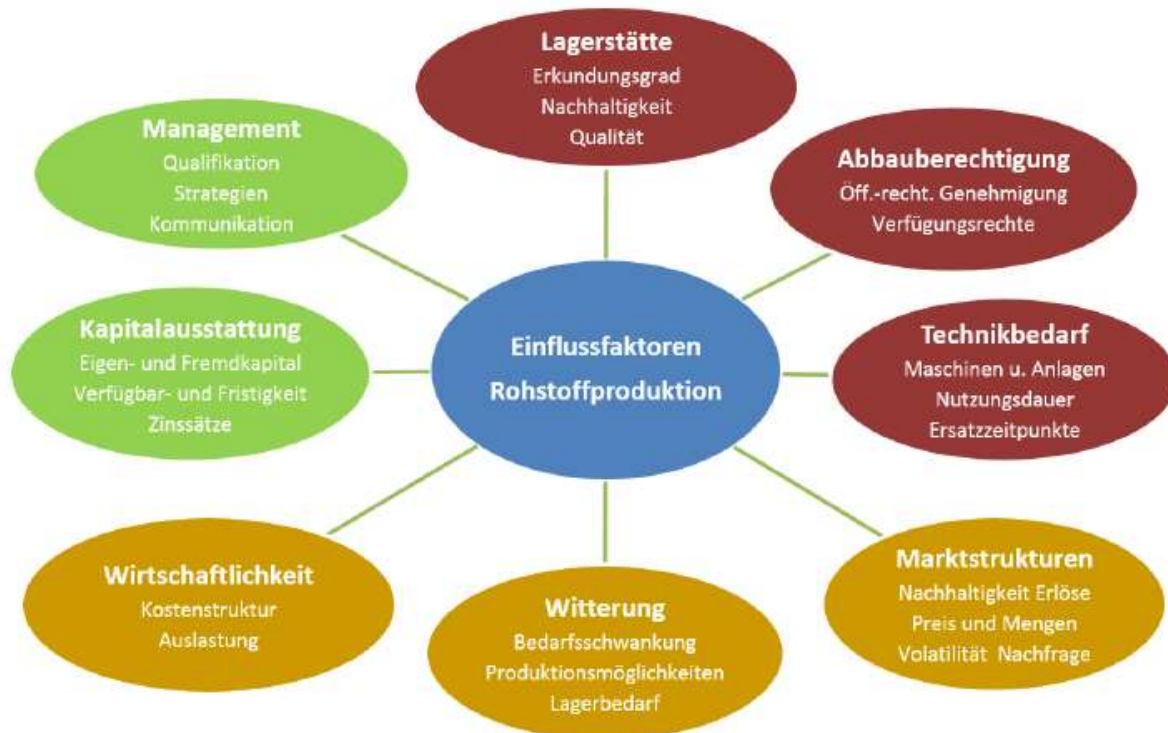 Lagerstätte
Erkundungsgrad
Nachhaltigkeit
Qualität
Management
Qualifikation
Strategien
Kommunikation
Abbauberechtigung
Öff.-recht. Genehmigung
Verfügungsrechte
Kapitalausstattung
Eigen- und Fremdkapital
Verfügbar- und Fristigkeit
Zinssätze
Einflussfaktoren
Rohstoffproduktion
Technikbedarf
Maschinen u. Anlagen
Nutzungsdauer
Ersatzzeitpunkte
Wirtschaftlichkeit
Kostenstruktur
Auslastung
Witterung
Bedarfsschwankung
Produktionsmöglichkeiten
Lagerbedarf
Marktstrukturen
Nachhaltigkeit Erlöse
Preis und Mengen
Volatilität Nachfrage